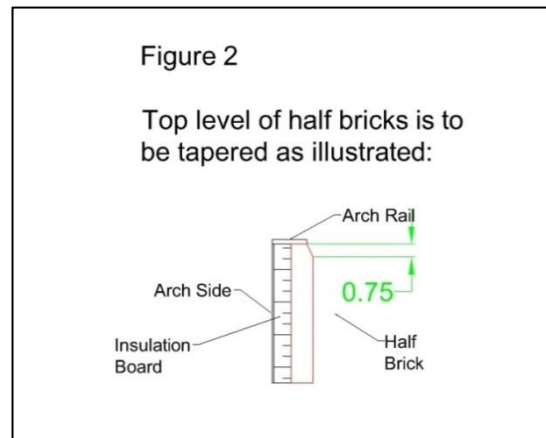 Figure 2
Top level of half bricks is to
be tapered as illustrated:
Arch Rail
Arch Side
0.75
Insulation
Board
Half
Brick